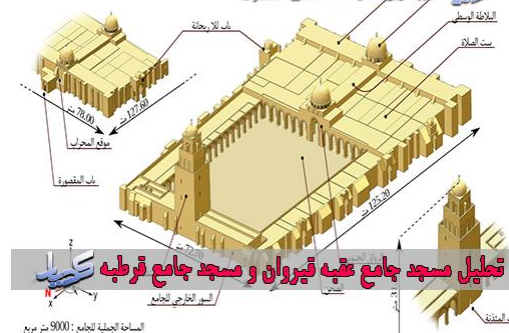 البلاطة الوسطى
باب للا ريحانة
بيت الصلاة
78.00 م
127.60 م
موقع المحراب
باب المقصورة
125.20 م
تحليل مسجد جامع عقبه قيروان و مسجد جامع قرطبه
السور الخارجي للجامع
z
N
x
y
المساحة الجملية للجامع : 9000 متر مربع